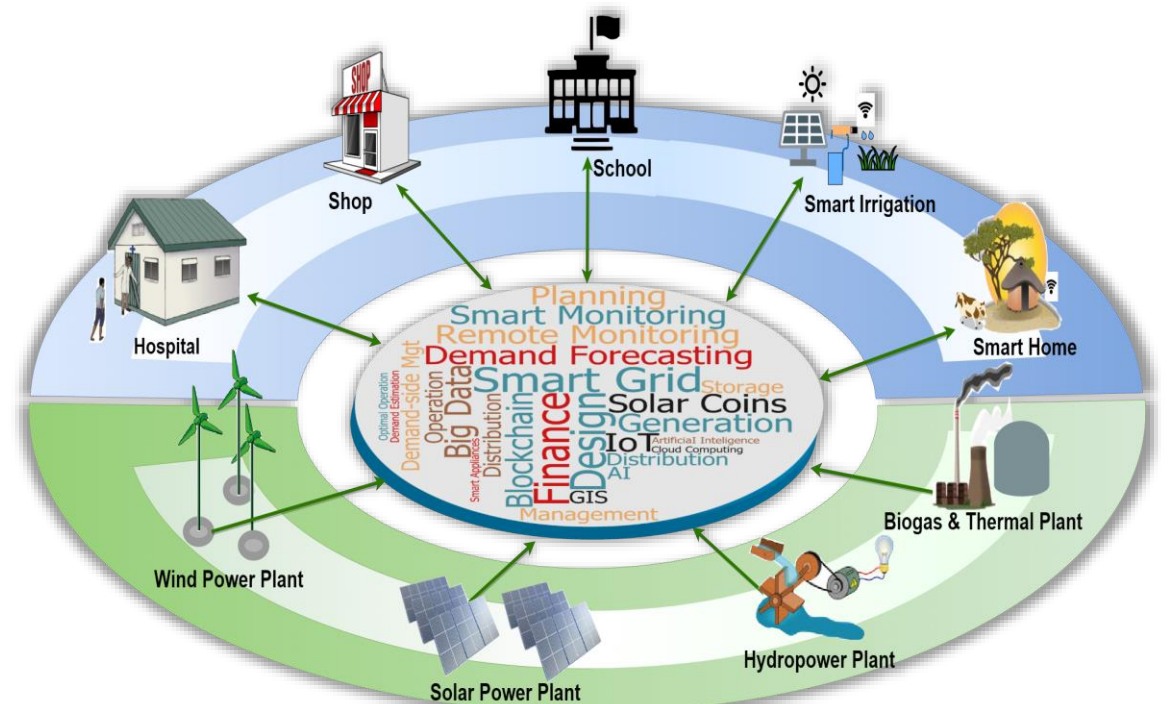 SHOP
School
Shop
Smart Irrigation
Hospital
Smart Home
Planning
Smart Monitoring
Remote Monitoring
Demand Forecasting
Smart Grid
Storage
Solar Coins
Generation
IoT
Artificial Inteligence
Cloud Computing
Distribution
AI
GIS
Management
Optimal Operation
Demand Estimation
Demand-side Mgt
Operation
Big Data
Smart Appliances
Distribution
Blockchain
Finance
Design
Biogas & Thermal Plant
Wind Power Plant
Hydropower Plant
Solar Power Plant